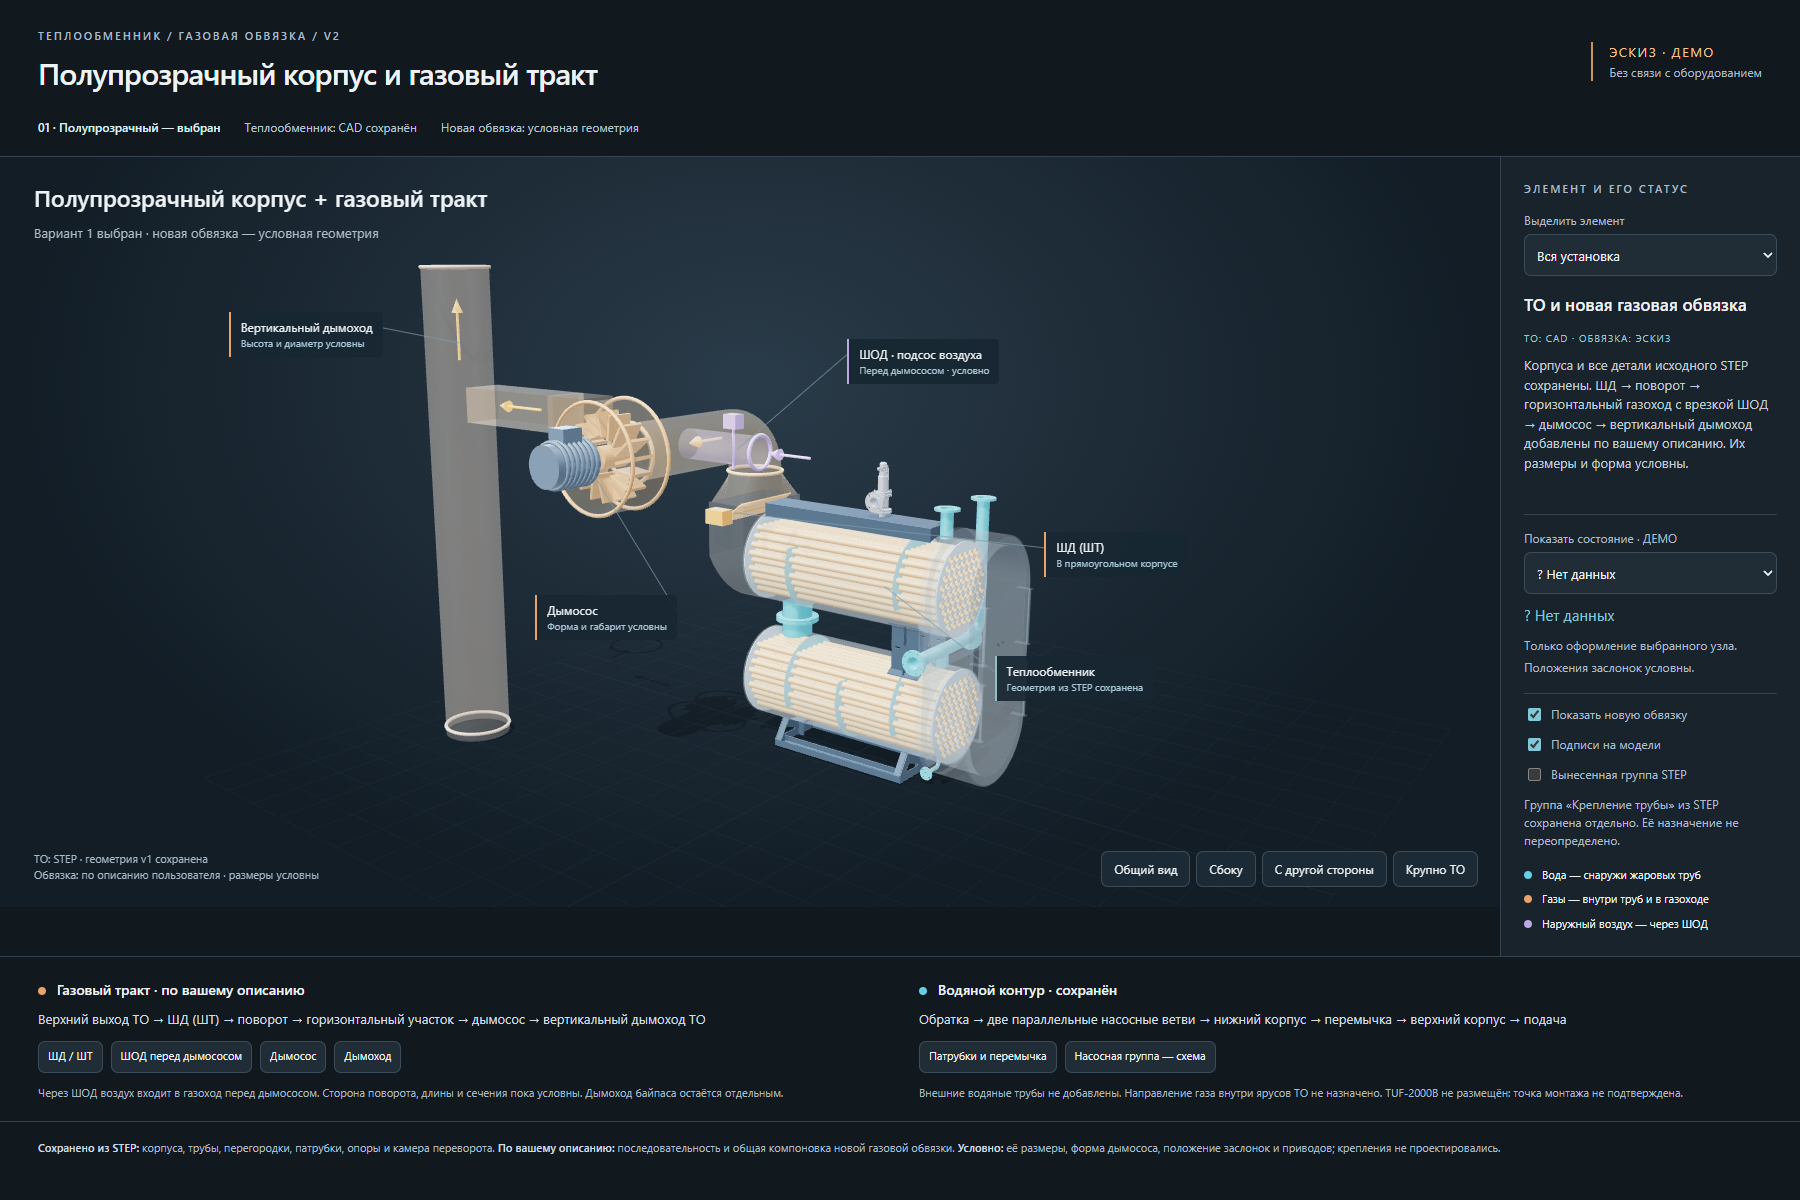 ТЕПЛООБМЕННИК / ГАЗОВАЯ ОБВЯЗКА / V2
Полупрозрачный корпус и газовый тракт
ЭСКИЗ · ДЕМО
Без связи с оборудованием
01 · Полупрозрачный — выбран
Теплообменник: CAD сохранён
Новая обвязка: условная геометрия
Полупрозрачный корпус + газовый тракт
Вариант 1 выбран · новая обвязка — условная геометрия
Вертикальный дымоход
Высота и диаметр условны
ШОД · подсос воздуха
Перед дымососом · условно
ШД (ШТ)
В прямоугольном корпусе
Дымосос
Форма и габарит условны
Теплообменник
Геометрия из STEP сохранена
ТО: STEP · геометрия v1 сохранена
Обвязка: по описанию пользователя · размеры условны
Общий вид
Сбоку
С другой стороны
Крупно ТО
ЭЛЕМЕНТ И ЕГО СТАТУС
Выделить элемент
Вся установка
ТО и новая газовая обвязка
ТО: CAD · ОБВЯЗКА: ЭСКИЗ
Корпуса и все детали исходного STEP
сохранены. ШД → поворот →
горизонтальный газоход с врезкой ШОД
→ дымосос → вертикальный дымоход
добавлены по вашему описанию. Их
размеры и форма условны.
Показать состояние · ДЕМО
? Нет данных
? Нет данных
Только оформление выбранного узла.
Положения заслонок условны.
Показать новую обвязку
Подписи на модели
Вынесенная группа STEP
Группа «Крепление трубы» из STEP
сохранена отдельно. Её назначение не
переопределено.
Вода — снаружи жаровых труб
Газы — внутри труб и в газоходе
Наружный воздух — через ШОД
Газовый тракт · по вашему описанию
Верхний выход ТО → ШД (ШТ) → поворот → горизонтальный участок → дымосос → вертикальный дымоход ТО
ШД / ШТ
ШОД перед дымососом
Дымосос
Дымоход
Через ШОД воздух входит в газоход перед дымососом. Сторона поворота, длины и сечения пока условны. Дымоход байпаса остаётся отдельным.
Водяной контур · сохранён
Обратка → две параллельные насосные ветви → нижний корпус → перемычка → верхний корпус → подача
Патрубки и перемычка
Насосная группа — схема
Внешние водяные трубы не добавлены. Направление газа внутри ярусов ТО не назначено. TUF-2000B не размещён: точка монтажа не подтверждена.
Сохранено из STEP: корпуса, трубы, перегородки, патрубки, опоры и камера переворота. По вашему описанию: последовательность и общая компоновка новой газовой обвязки. Условно: её размеры, форма дымососа, положение заслонок и приводов; крепления не проектировались.